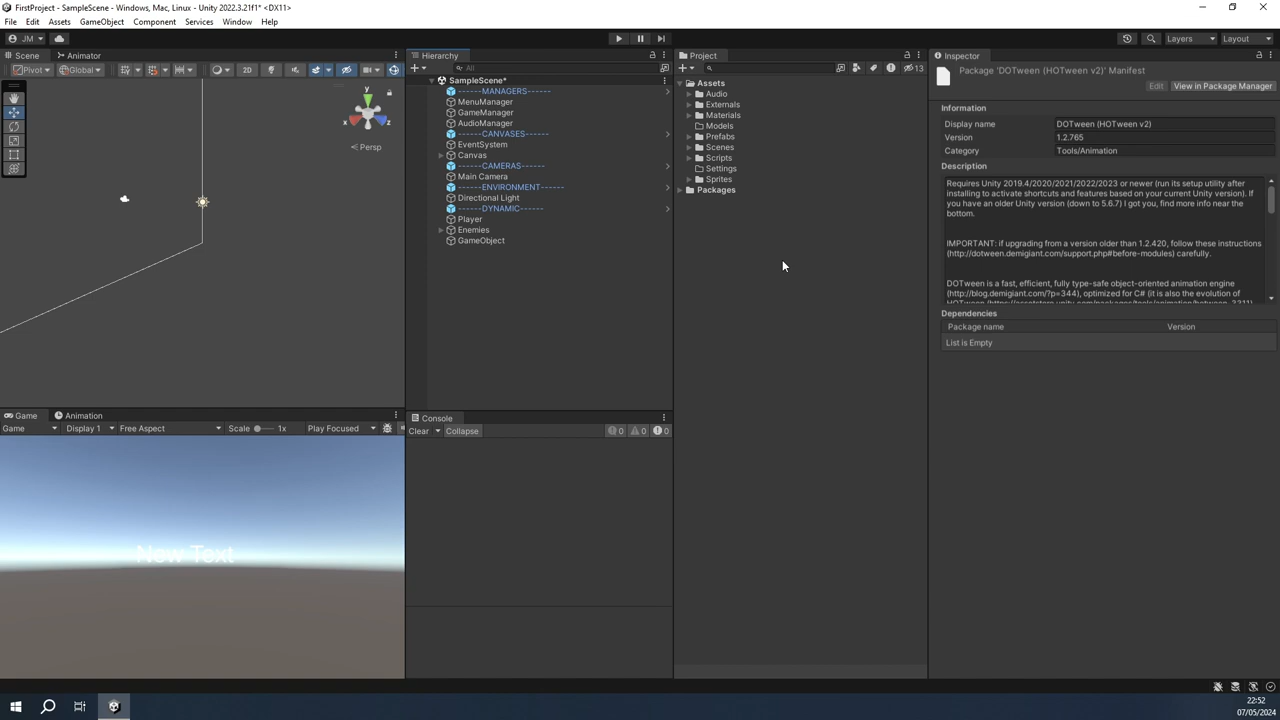 FirstProject - SampleScene - Windows, Mac, Linux - Unity 2022.3.21f1* <DX11>
File Edit Assets GameObject Component Services Window Help
JM
Layers Layout
Scene Animator
Pivot Global 2D
y
x z
Persp
Hierarchy
All
SampleScene*
------MANAGERS------
MenuManager
GameManager
AudioManager
------CANVASES------
EventSystem
Canvas
------CAMERAS------
Main Camera
------ENVIRONMENT------
Directional Light
------DYNAMIC------
Player
Enemies
GameObject
Project
13
Assets
Audio
Externals
Materials
Models
Prefabs
Scenes
Scripts
Settings
Sprites
Packages
Inspector
Package 'DOTween (HOTween v2)' Manifest
Edit View in Package Manager
Information
Display name DOTween (HOTween v2)
Version 1.2.765
Category Tools/Animation
Description
Requires Unity 2019.4/2020/2021/2022/2023 or newer (run its setup utility after
installing to activate shortcuts and features based on your current Unity version). If
you have an older Unity version (down to 5.6.7) I got you, find more info near the
bottom.
IMPORTANT: if upgrading from a version older than 1.2.420, follow these instructions
(http://dotween.demigiant.com/support.php#before-modules) carefully.
DOTween is a fast, efficient, fully type-safe object-oriented animation engine
(http://blog.demigiant.com/?p=344), optimized for C# (it is also the evolution of
Dependencies
Package name Version
List is Empty
Game Animation
Game Display 1 Free Aspect Scale 1x Play Focused
New Text
Console
Clear Collapse 0 0 0
22:52
07/05/2024